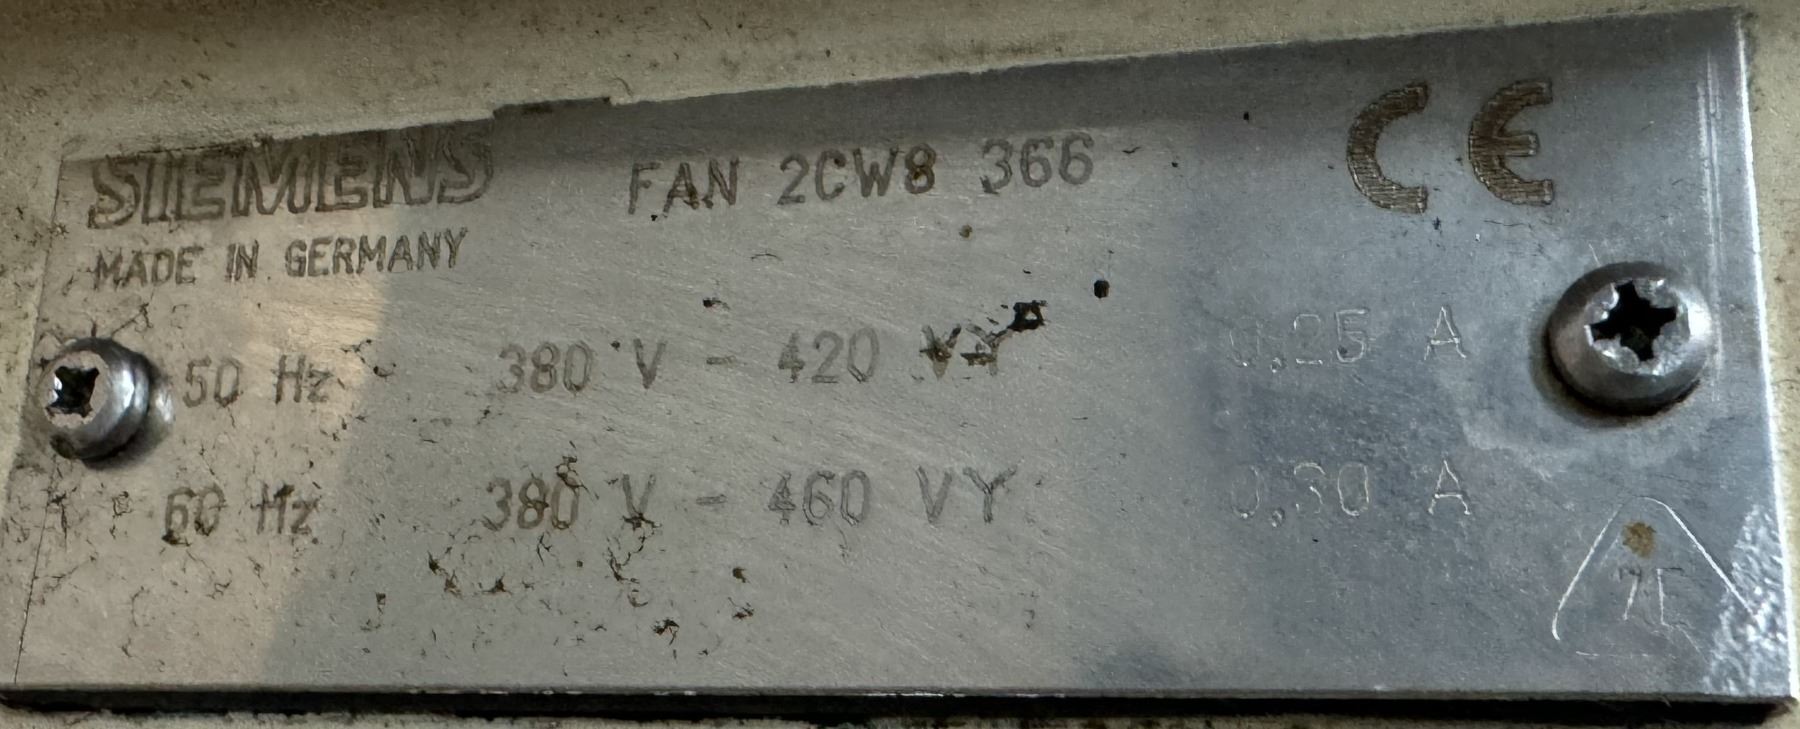 SIEMENS FAN 2CW8 366 CE
MADE IN GERMANY
50 Hz 380 V - 420 VY 0.25 A
60 Hz 380 V - 460 VY 0.30 A